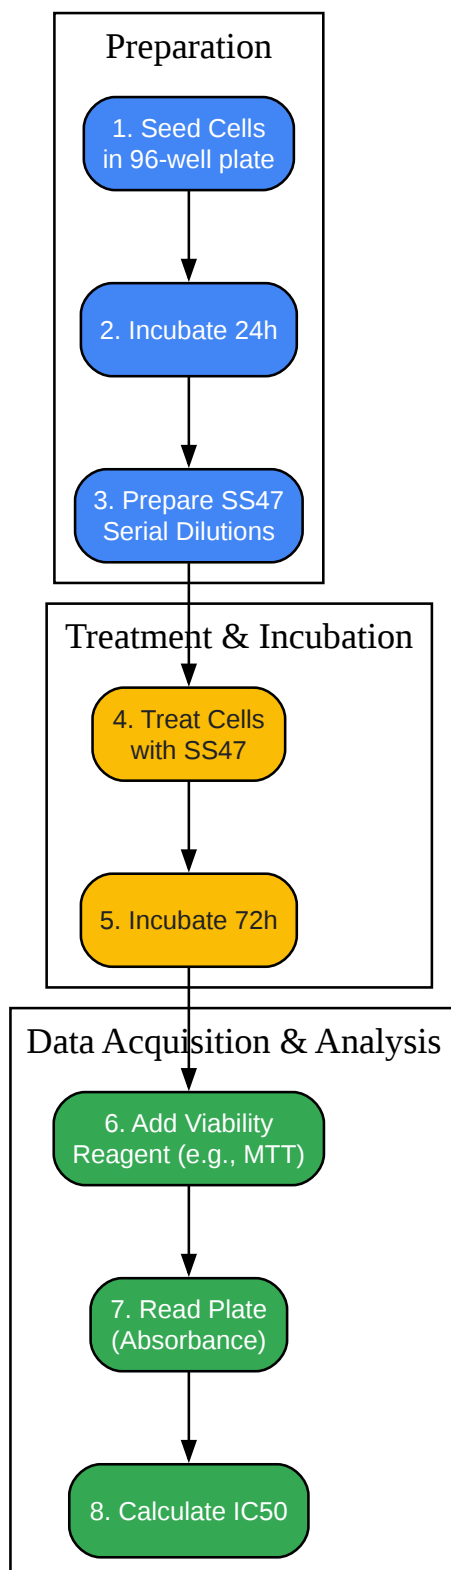 Preparation
1. Seed Cells
in 96-well plate
2. Incubate 24h
3. Prepare SS47
Serial Dilutions
Treatment & Incubation
4. Treat Cells
with SS47
5. Incubate 72h
Data Acquisition & Analysis
6. Add Viability
Reagent (e.g., MTT)
7. Read Plate
(Absorbance)
8. Calculate IC50